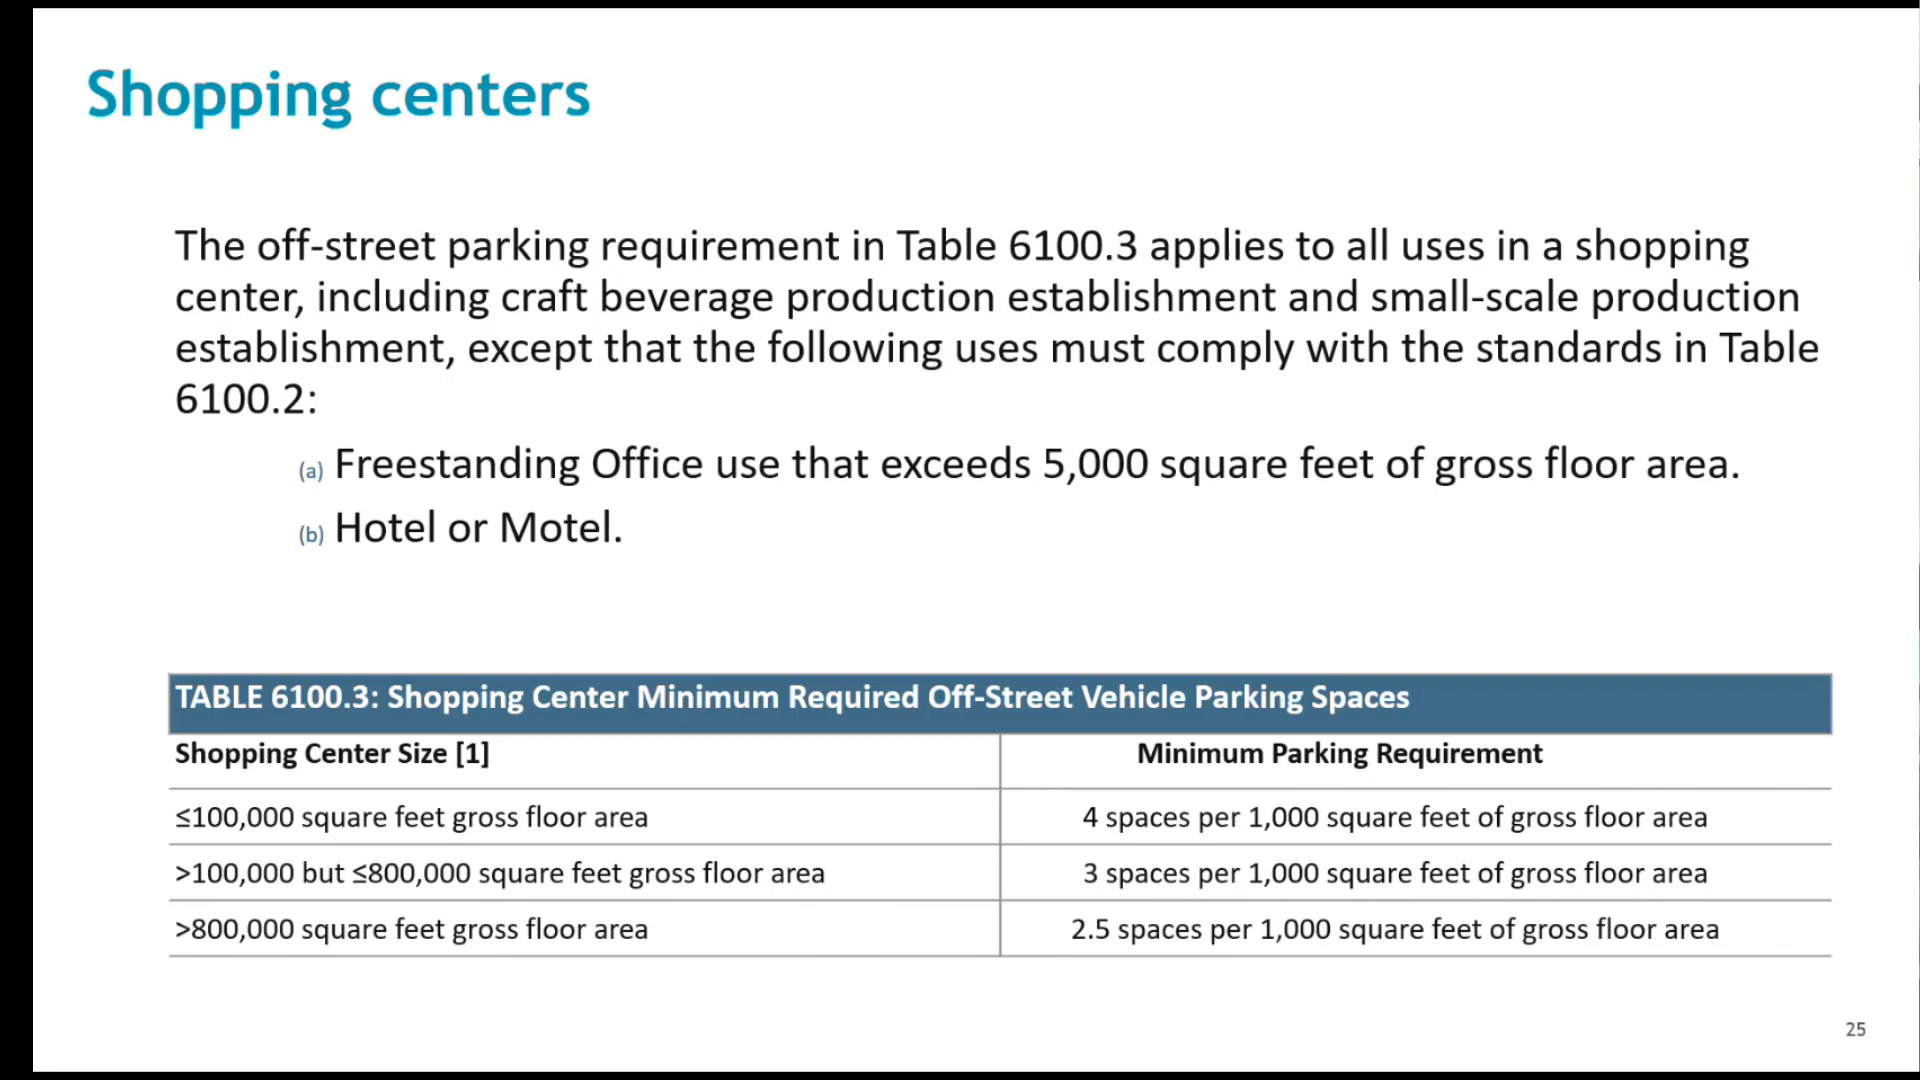 Shopping centers
The off-street parking requirement in Table 6100.3 applies to all uses in a shopping
center, including craft beverage production establishment and small-scale production
establishment, except that the following uses must comply with the standards in Table
6100.2:
(a) Freestanding Office use that exceeds 5,000 square feet of gross floor area.
(b) Hotel or Motel.
TABLE 6100.3: Shopping Center Minimum Required Off-Street Vehicle Parking Spaces
Shopping Center Size [1] Minimum Parking Requirement
≤100,000 square feet gross floor area 4 spaces per 1,000 square feet of gross floor area
>100,000 but ≤800,000 square feet gross floor area 3 spaces per 1,000 square feet of gross floor area
>800,000 square feet gross floor area 2.5 spaces per 1,000 square feet of gross floor area
25